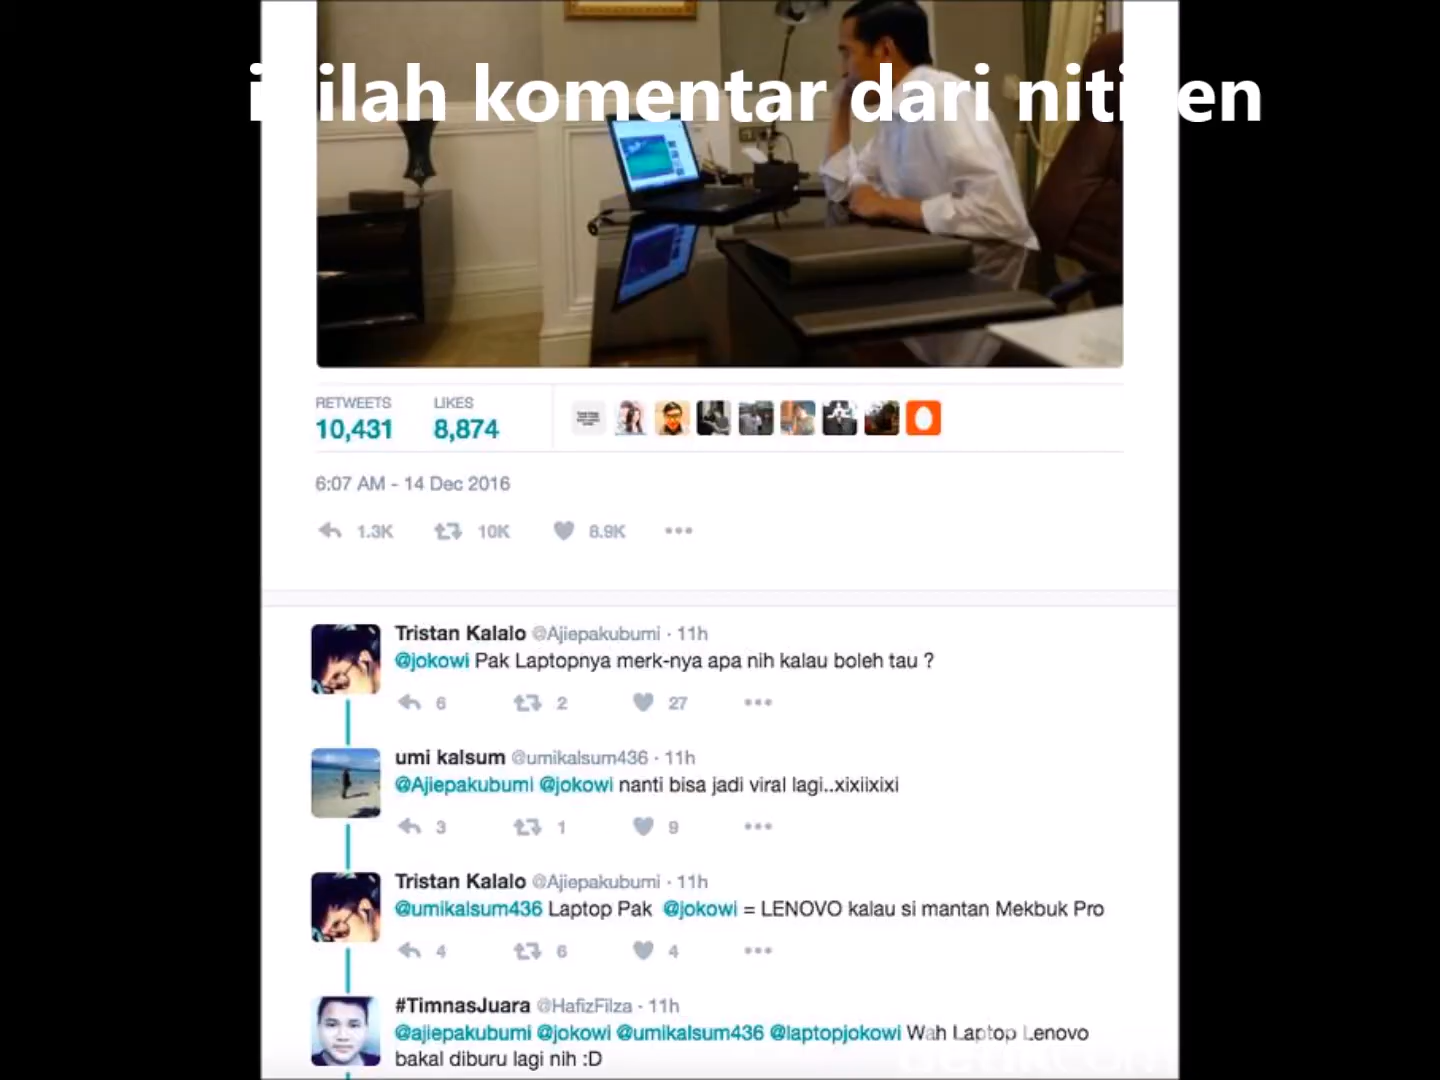 inilah komentar dari nitizen
RETWEETS LIKES
10,431 8,874
6:07 AM - 14 Dec 2016
1.3K 10K 8.9K
Tristan Kalalo @Ajiepakubumi · 11h
@jokowi Pak Laptopnya merk-nya apa nih kalau boleh tau ?
6 2 27
umi kalsum @umikalsum436 · 11h
@Ajiepakubumi @jokowi nanti bisa jadi viral lagi..xixiixixi
3 1 9
Tristan Kalalo @Ajiepakubumi · 11h
@umikalsum436 Laptop Pak @jokowi = LENOVO kalau si mantan Mekbuk Pro
4 6 4
#TimnasJuara @HafizFilza · 11h
@ajiepakubumi @jokowi @umikalsum436 @laptopjokowi Wah Laptop Lenovo
bakal diburu lagi nih :D